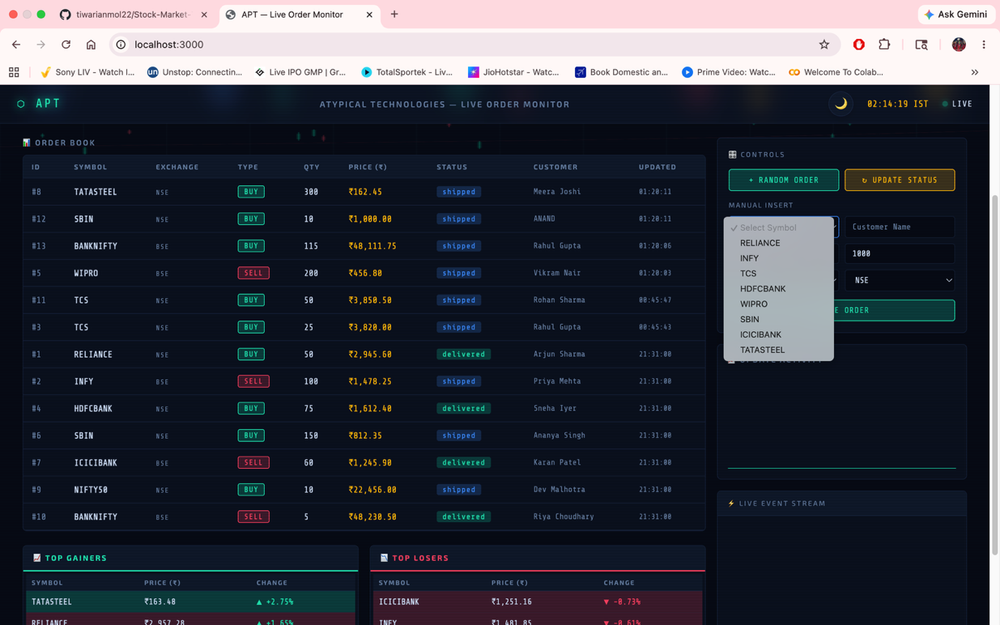 tiwarianmol22/Stock-Market-
APT — Live Order Monitor
Ask Gemini
localhost:3000
Sony LIV - Watch I...
Unstop: Connectin...
Live IPO GMP | Gr...
TotalSportek - Liv...
JioHotstar - Watc...
Book Domestic an...
Prime Video: Watc...
Welcome To Colab...
APT
ATYPICAL TECHNOLOGIES — LIVE ORDER MONITOR
02:14:19 IST
LIVE
ORDER BOOK
ID SYMBOL EXCHANGE TYPE QTY PRICE (₹) STATUS CUSTOMER UPDATED
#8 TATASTEEL NSE BUY 300 ₹162.45 shipped Meera Joshi 01:20:11
#12 SBIN NSE BUY 10 ₹1,000.00 shipped ANAND 01:20:11
#13 BANKNIFTY BSE BUY 115 ₹48,111.75 shipped Rahul Gupta 01:20:06
#5 WIPRO NSE SELL 200 ₹456.80 shipped Vikram Nair 01:20:03
#11 TCS NSE BUY 50 ₹3,850.50 shipped Rohan Sharma 00:45:47
#3 TCS NSE BUY 25 ₹3,820.00 shipped Rahul Gupta 00:45:43
#1 RELIANCE NSE BUY 50 ₹2,945.60 delivered Arjun Sharma 21:31:00
#2 INFY BSE SELL 100 ₹1,478.25 shipped Priya Mehta 21:31:00
#4 HDFCBANK BSE BUY 75 ₹1,612.40 delivered Sneha Iyer 21:31:00
#6 SBIN NSE BUY 150 ₹812.35 shipped Ananya Singh 21:31:00
#7 ICICIBANK BSE SELL 60 ₹1,245.90 delivered Karan Patel 21:31:00
#9 NIFTY50 NSE BUY 10 ₹22,456.00 shipped Dev Malhotra 21:31:00
#10 BANKNIFTY BSE SELL 5 ₹48,230.50 delivered Riya Choudhary 21:31:00
TOP GAINERS
SYMBOL PRICE (₹) CHANGE
TATASTEEL ₹163.48 ▲ +2.75%
RELIANCE ₹2,957.28 ▲ +1.65%
TOP LOSERS
SYMBOL PRICE (₹) CHANGE
ICICIBANK ₹1,251.16 ▼ -0.73%
INFY ₹1,481.85 ▼ -0.61%
CONTROLS
+ RANDOM ORDER
↻ UPDATE STATUS
MANUAL INSERT
✓ Select Symbol
RELIANCE
INFY
TCS
HDFCBANK
WIPRO
SBIN
ICICIBANK
TATASTEEL
Customer Name
1000
NSE
ORDER
LIVE EVENT STREAM